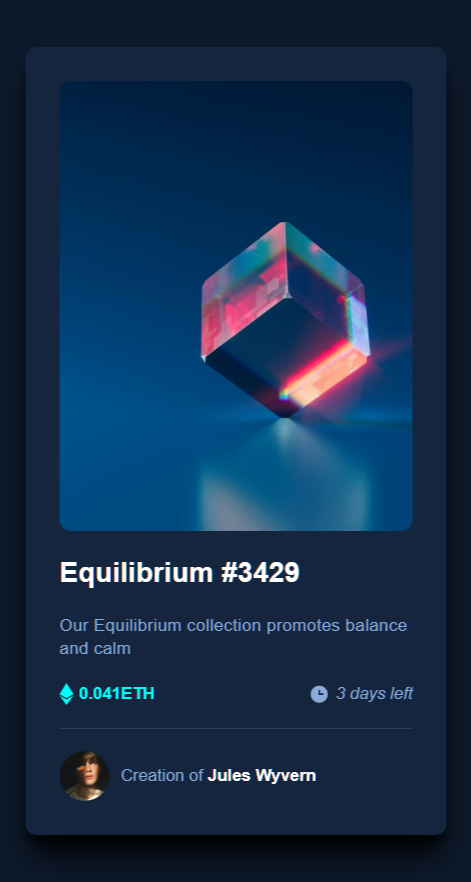 Equilibrium #3429
Our Equilibrium collection promotes balance
and calm
0.041ETH
3 days left
Creation of Jules Wyvern